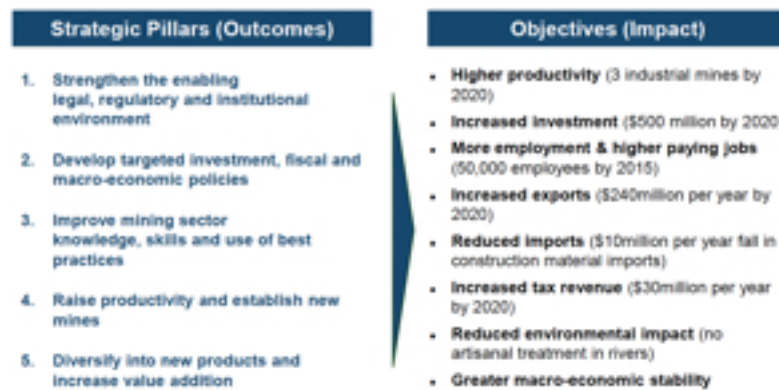 Strategic Pillars (Outcomes)
1. Strengthen the enabling
legal, regulatory and institutional
environment
2. Develop targeted investment, fiscal and
macro-economic policies
3. Improve mining sector
knowledge, skills and use of best
practices
4. Raise productivity and establish new
mines
5. Diversify into new products and
increase value addition
Objectives (Impact)
• Higher productivity (3 industrial mines by
2020)
• Increased investment ($500 million by 2020
• More employment & higher paying jobs
(50,000 employees by 2015)
• Increased exports ($240million per year by
2020)
• Reduced imports ($10million per year fall in
construction material imports)
• Increased tax revenue ($30million per year
by 2020)
• Reduced environmental impact (no
artisanal treatment in rivers)
• Greater macro-economic stability